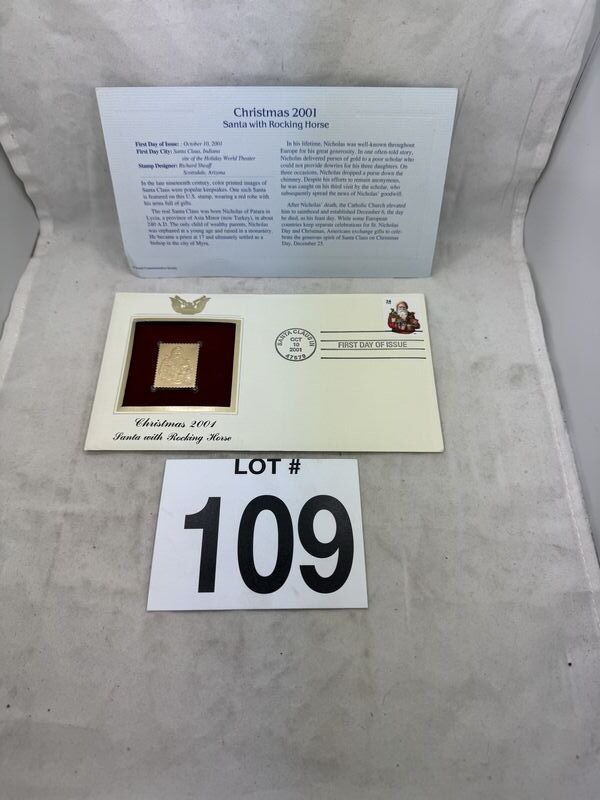 Christmas 2001
Santa with Rocking Horse
First Day of Issue: October 10, 2001
First Day City: Santa Claus, Indiana
site of the Holiday World Theater
Stamp Designer: Richard Sheaff
Scottsdale, Arizona
In the late nineteenth century, color printed images of
Santa Claus were popular keepsakes. One such Santa
is featured on this U.S. stamp, wearing a red robe with
his arms full of gifts.
The real Santa Claus was born Nicholas of Patara in
Lycia, a province of Asia Minor (now Turkey), in about
280 A.D. The only child of wealthy parents, Nicholas
was orphaned at a young age and raised in a monastery.
He became a priest at 17 and ultimately settled as a
bishop in the city of Myra.
In his lifetime, Nicholas was well-known throughout
Europe for his great generosity. In one often-told story,
Nicholas delivered purses of gold to a poor scholar who
could not provide dowries for his three daughters. On
three occasions, Nicholas dropped a purse down the
chimney. Despite his efforts to remain anonymous,
he was caught on his third visit by the scholar, who
subsequently spread the news of Nicholas' goodwill.
After Nicholas' death, the Catholic Church elevated
him to sainthood and established December 6, the day
he died, as his feast day. While some European
countries keep separate celebrations for St. Nicholas
Day and Christmas, Americans exchange gifts to cele-
brate the generous spirit of Santa Claus on Christmas
Day, December 25.
Christmas 2001
Santa with Rocking Horse
SANTA CLAUS IN
OCT
10
2001
47579
FIRST DAY OF ISSUE
34
LOT #
109